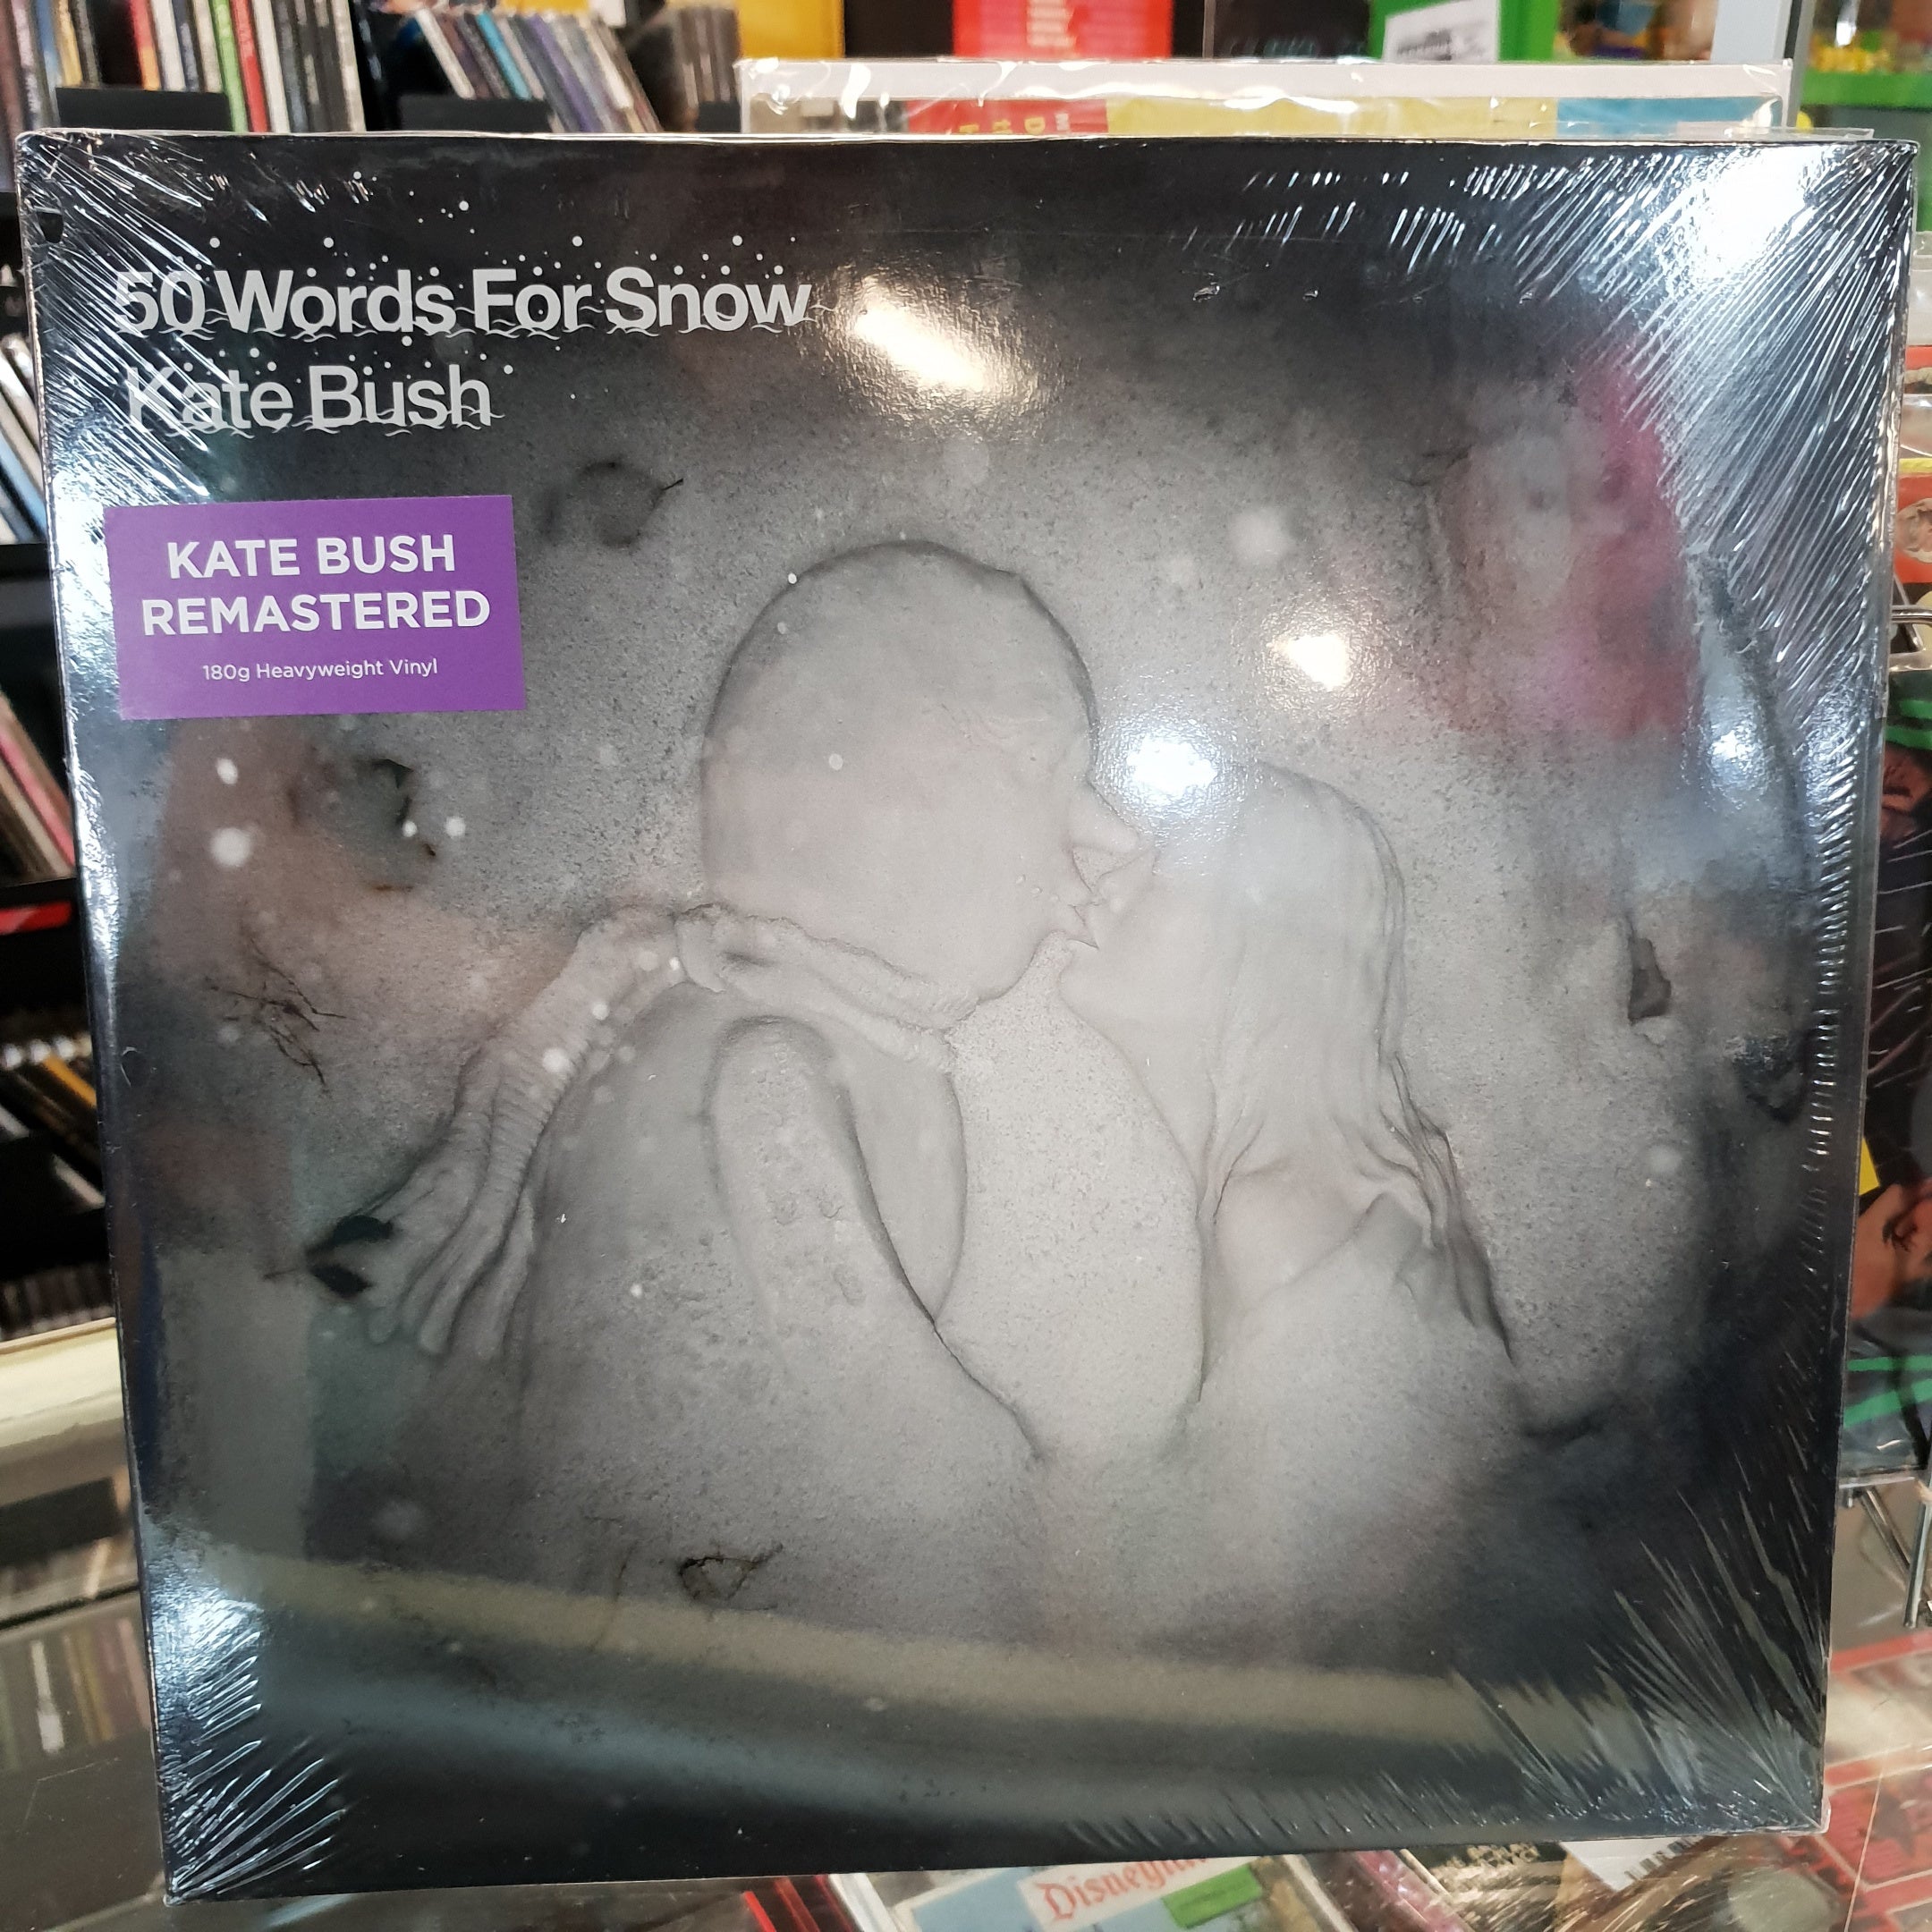 50 Words For Snow
Kate Bush
KATE BUSH
REMASTERED
180g Heavyweight Vinyl